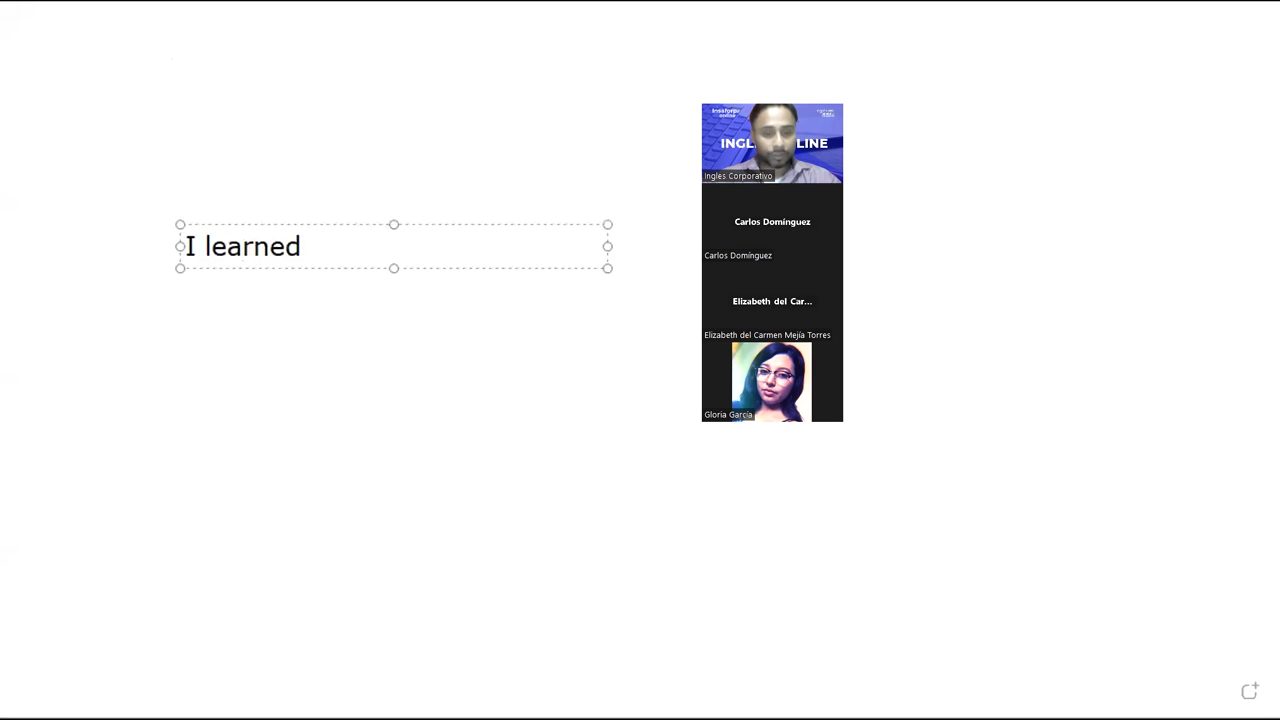 I learned
INGL LINE
online
Ingles Corporativo
Carlos Domínguez
Carlos Domínguez
Elizabeth del Car...
Elizabeth del Carmen Mejía Torres
Gloria García